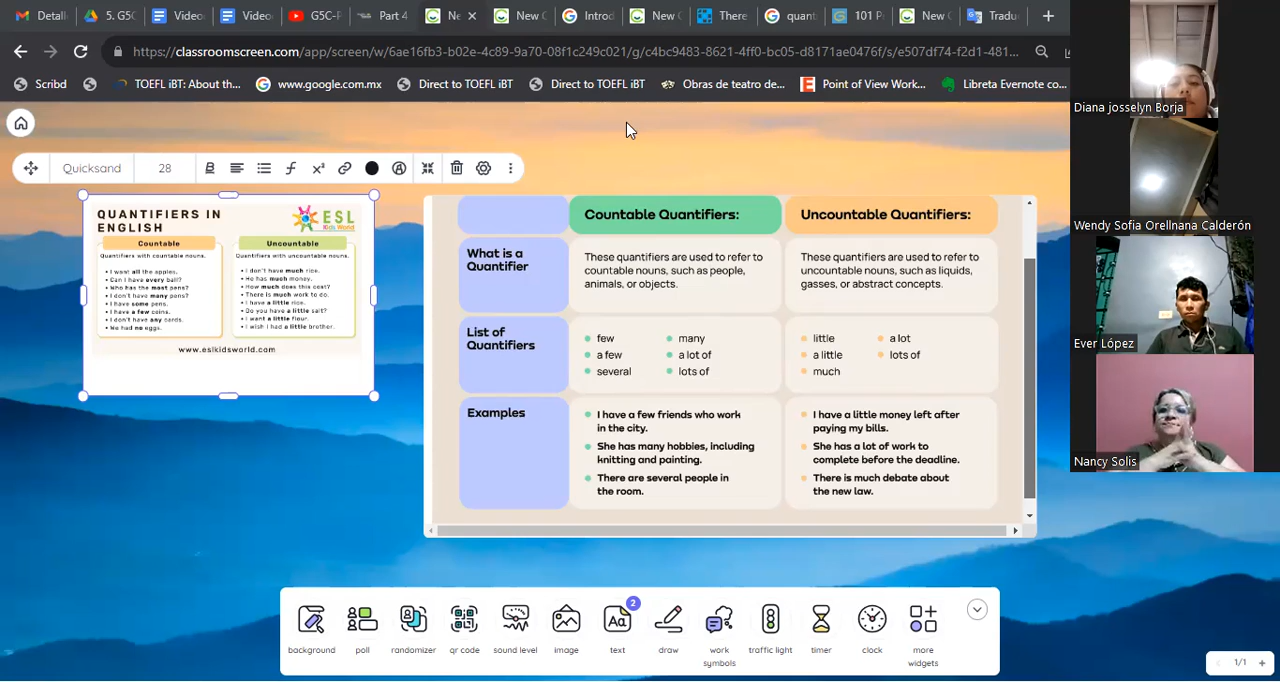 Detalle
5. G5C
Video
Video
G5C-P
Part 4
Ne
New C
Introd
New C
There
quant
101 P
New C
Tradu
https://classroomscreen.com/app/screen/w/6ae16fb3-b02e-4c89-9a70-08f1c249c021/g/c4bc9483-8621-4ff0-bc05-d8171ae0476f/s/e507df74-f2d1-481...
Scribd
TOEFL iBT: About th...
www.google.com.mx
Direct to TOEFL iBT
Direct to TOEFL iBT
Obras de teatro de...
Point of View Work...
Libreta Evernote co...
Quicksand
28
QUANTIFIERS IN
ENGLISH
ESL
Kids World
Countable
Quantifiers with countable nouns.
• I want all the apples.
• Can I have every ball?
• Who has the most pens?
• I don't have many pens?
• I have some pens.
• I have a few coins.
• I don't have any cards.
• We had no eggs.
Uncountable
Quantifiers with uncountable nouns.
• I don't have much rice.
• He has much money.
• How much does this cost?
• There is much work to do.
• I have a little rice.
• Do you have a little salt?
• I want a little flour.
• I wish I had a little brother.
www.eslkidsworld.com
Countable Quantifiers:
Uncountable Quantifiers:
What is a
Quantifier
These quantifiers are used to refer to
countable nouns, such as people,
animals, or objects.
These quantifiers are used to refer to
uncountable nouns, such as liquids,
gasses, or abstract concepts.
List of
Quantifiers
few
a few
several
many
a lot of
lots of
little
a little
much
a lot
lots of
Examples
I have a few friends who work
in the city.
She has many hobbies, including
knitting and painting.
There are several people in
the room.
I have a little money left after
paying my bills.
She has a lot of work to
complete before the deadline.
There is much debate about
the new law.
Diana josselyn Borja
Wendy Sofia Orellnana Calderón
Ever López
Nancy Solis
2
background
poll
randomizer
qr code
sound level
image
text
draw
work
symbols
traffic light
timer
clock
more
widgets
1/1